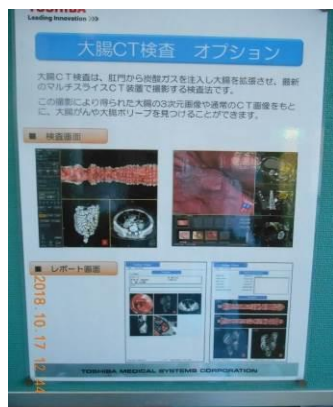 TOSHIBA
Leading Innovation >>>
大腸CT検査 オプション
大腸CT検査は、肛門から炭酸ガスを注入し大腸を拡張させ、最新
のマルチスライスCT装置で撮影する検査法です。
この撮影により得られた大腸の3次元画像や通常のCT画像をもと
に、大腸がんや大腸ポリープを見つけることができます。
■ 検査画面
■ レポート画面
2018.10.17 12:44
TOSHIBA MEDICAL SYSTEMS CORPORATION